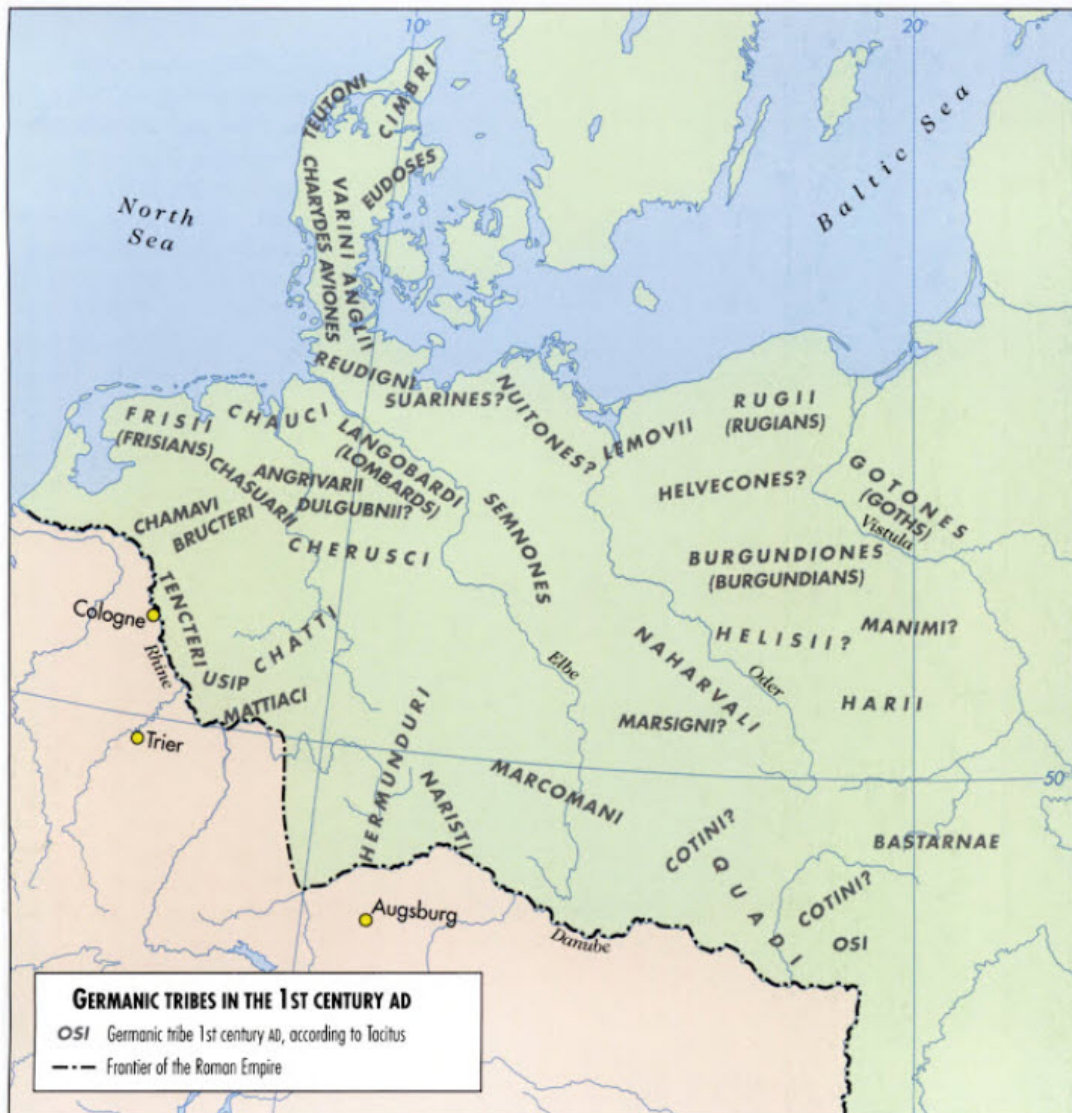 10°
20°
TEUTONI
CIMBRI
EUDOSES
CHARYDES
VARINI
AVIONES
ANGLII
North
Sea
Baltic Sea
REUDIGNI
SUARINES?
NUITONES?
LEMOVII
RUGII
(RUGIANS)
FRISII
(FRISIANS)
CHAUCI
LANGOBARDI
(LOMBARDS)
CHASUARII
ANGRIVARII
DULGUBNII?
HELVECONES?
GOTONES
(GOTHS)
Vistula
CHAMAVI
BRUCTERI
CHERUSCI
SEMNONES
BURGUNDIONES
(BURGUNDIANS)
TENCTERI
Cologne
Rhine
USIP
CHATTI
MATTIACI
Elbe
HELISII?
MANIMI?
NAHARVALI
Oder
HARII
MARSIGNI?
Trier
HERMUNDURI
NARISTI
MARCOMANI
50°
COTINI?
QUADI
BASTARNAE
COTINI?
OSI
Augsburg
Danube
GERMANIC TRIBES IN THE 1ST CENTURY AD
OSI Germanic tribe 1st century AD, according to Tacitus
Frontier of the Roman Empire